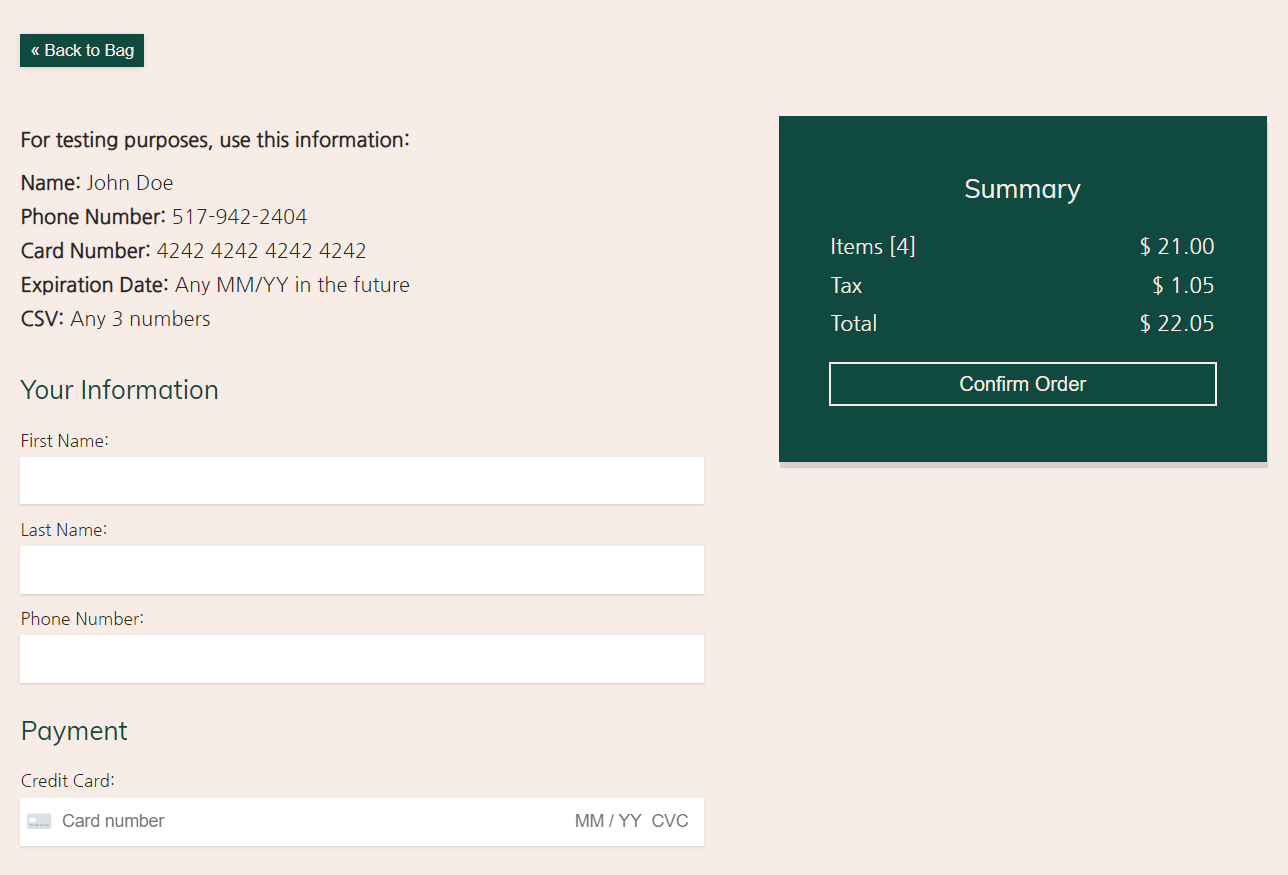 « Back to Bag
For testing purposes, use this information:
Name: John Doe
Phone Number: 517-942-2404
Card Number: 4242 4242 4242 4242
Expiration Date: Any MM/YY in the future
CSV: Any 3 numbers
Your Information
First Name:
Last Name:
Phone Number:
Payment
Credit Card:
Card number MM / YY CVC
Summary
Items [4] $ 21.00
Tax $ 1.05
Total $ 22.05
Confirm Order